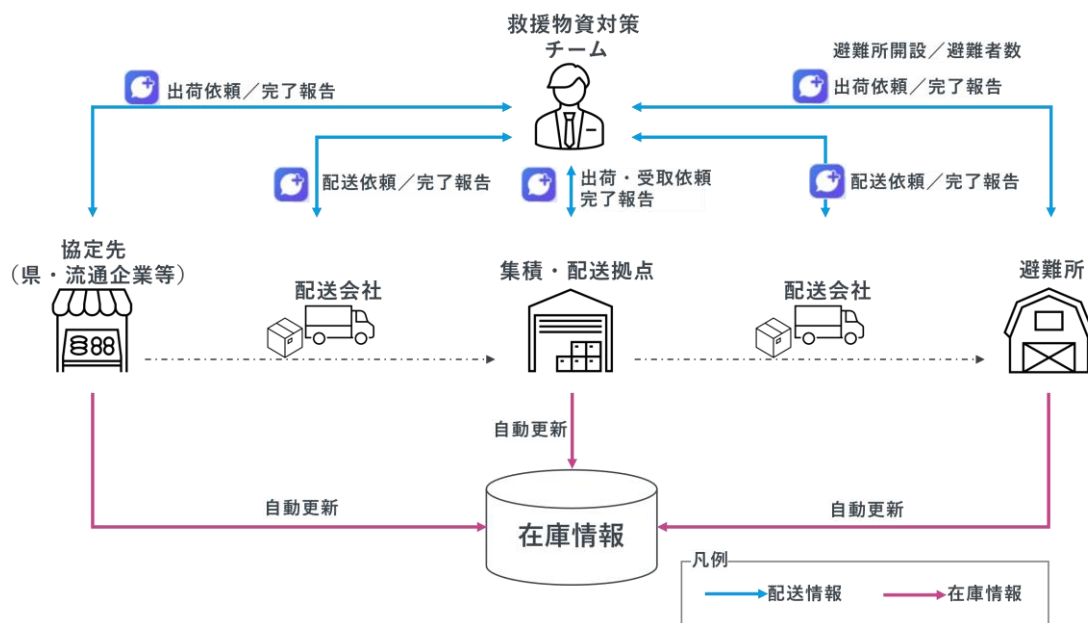 救援物資対策
チーム
避難所開設／避難者数
出荷依頼／完了報告
出荷依頼／完了報告
配送依頼／完了報告
出荷・受取依頼
完了報告
配送依頼／完了報告
協定先
（県・流通企業等）
配送会社
集積・配送拠点
配送会社
避難所
自動更新
自動更新
自動更新
在庫情報
凡例
配送情報
在庫情報